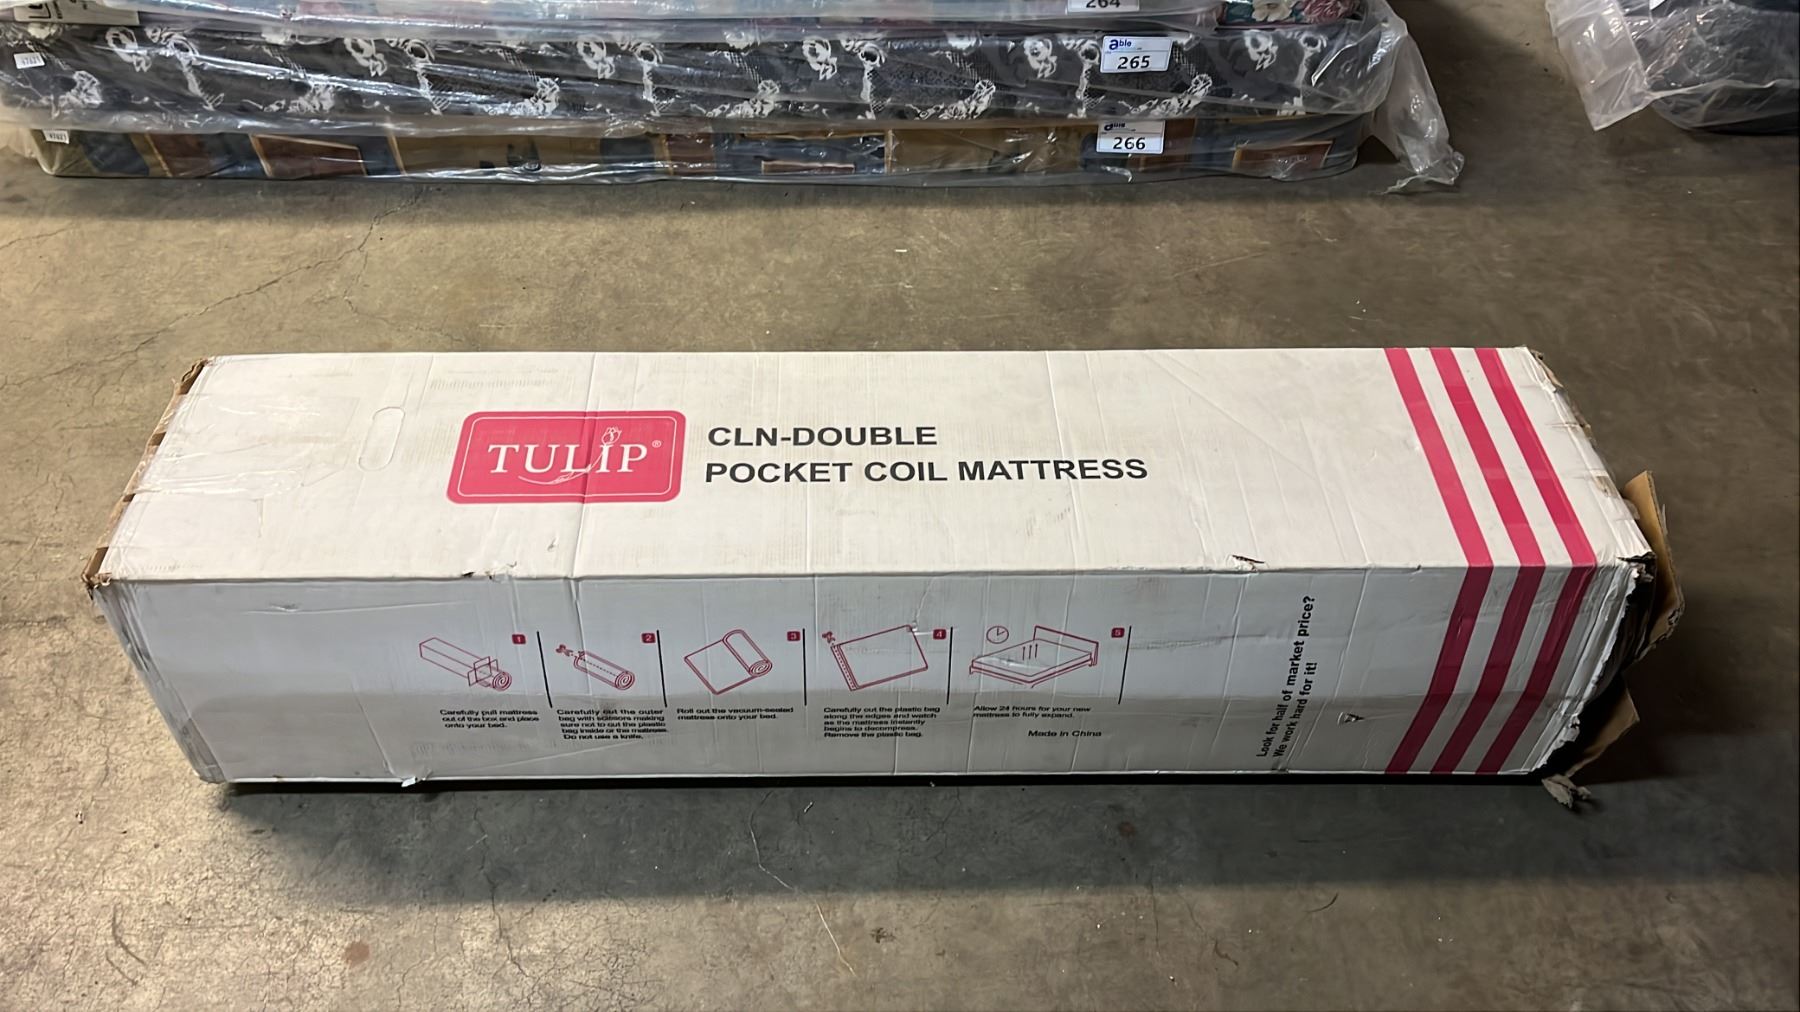 264
able
265
47021
able
266
47021
TULIP®
CLN-DOUBLE
POCKET COIL MATTRESS
1
Carefully pull mattress
out of the box and place
onto your bed.
2
Carefully cut the outer
bag with scissors making
sure not to cut the plastic
bag inside or the mattress.
Do not use a knife.
3
Roll out the vacuum-sealed
mattress onto your bed.
4
Carefully cut the plastic bag
along the edges and watch
as the mattress instantly
begins to decompress.
Remove the plastic bag.
5
Allow 24 hours for your new
mattress to fully expand.
Made in China
Look for half of market price?
We work hard for it!